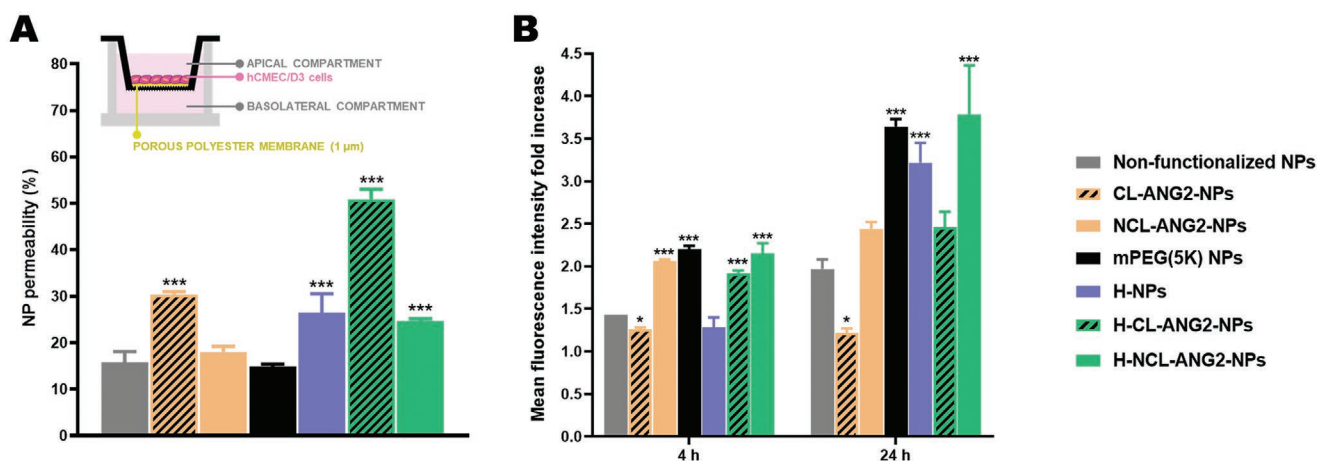 A
APICAL COMPARTMENT
hCMEC/D3 cells
BASOLATERAL COMPARTMENT
POROUS POLYESTER MEMBRANE (1 µm)
NP permeability (%)
80
70
60
50
40
30
20
10
0
***
***
***
***
B
Mean fluorescence intensity fold increase
4.5
4.0
3.5
3.0
2.5
2.0
1.5
1.0
0.5
0.0
*
***
***
***
***
*
***
***
***
4 h
24 h
Non-functionalized NPs
CL-ANG2-NPs
NCL-ANG2-NPs
mPEG(5K) NPs
H-NPs
H-CL-ANG2-NPs
H-NCL-ANG2-NPs